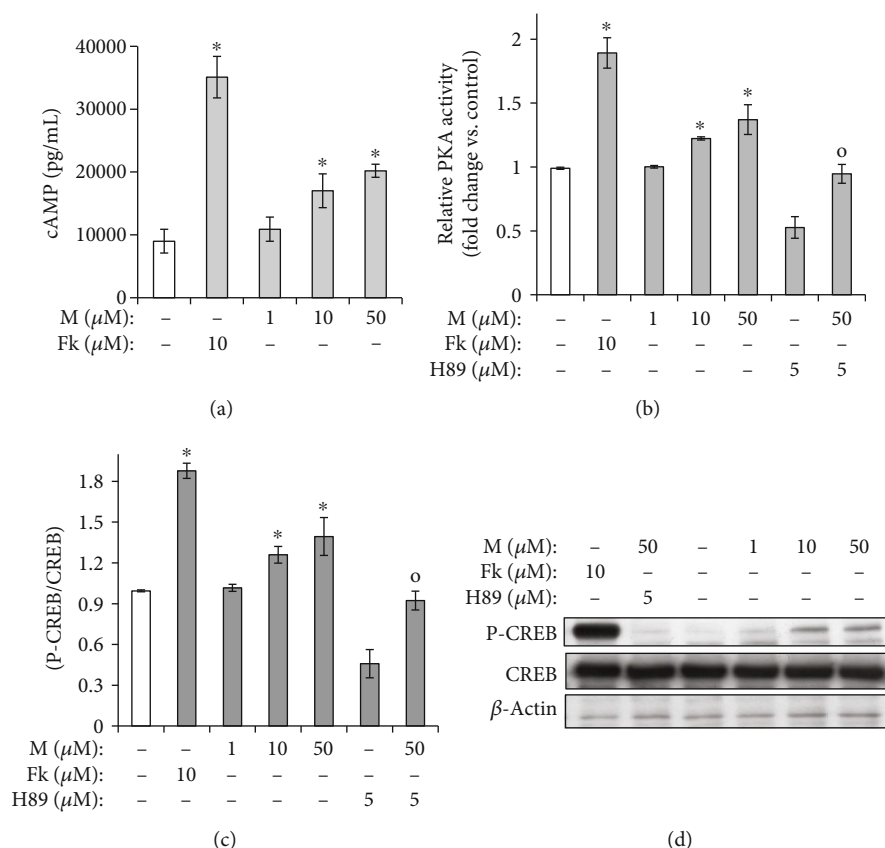 40000
30000
20000
10000
0
cAMP (pg/mL)
*
*
*
M (μM): – – 1 10 50
Fk (μM): – 10 – – –
(a)
2
1.5
1
0.5
0
Relative PKA activity
(fold change vs. control)
*
*
*
o
M (μM): – – 1 10 50 – 50
Fk (μM): – 10 – – – – –
H89 (μM): – – – – – 5 5
(b)
1.8
1.5
1.2
0.9
0.6
0.3
0
(P-CREB/CREB)
*
*
*
o
M (μM): – – 1 10 50 – 50
Fk (μM): – 10 – – – – –
H89 (μM): – – – – – 5 5
(c)
M (μM): – 50 – 1 10 50
Fk (μM): 10 – – – – –
H89 (μM): – 5 – – – –
P-CREB
CREB
β-Actin
(d)